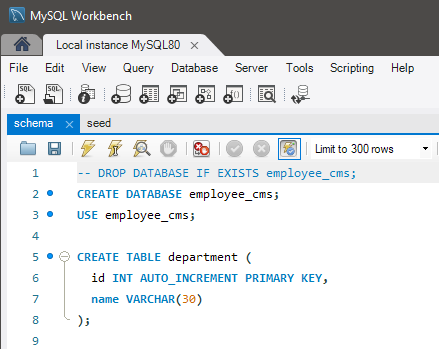 MySQL Workbench
Local instance MySQL80 ×
File Edit View Query Database Server Tools Scripting Help
SQL SQL
schema × seed
Limit to 300 rows
1 -- DROP DATABASE IF EXISTS employee_cms;
2 CREATE DATABASE employee_cms;
3 USE employee_cms;
4
5 CREATE TABLE department (
6 id INT AUTO_INCREMENT PRIMARY KEY,
7 name VARCHAR(30)
8 );
9